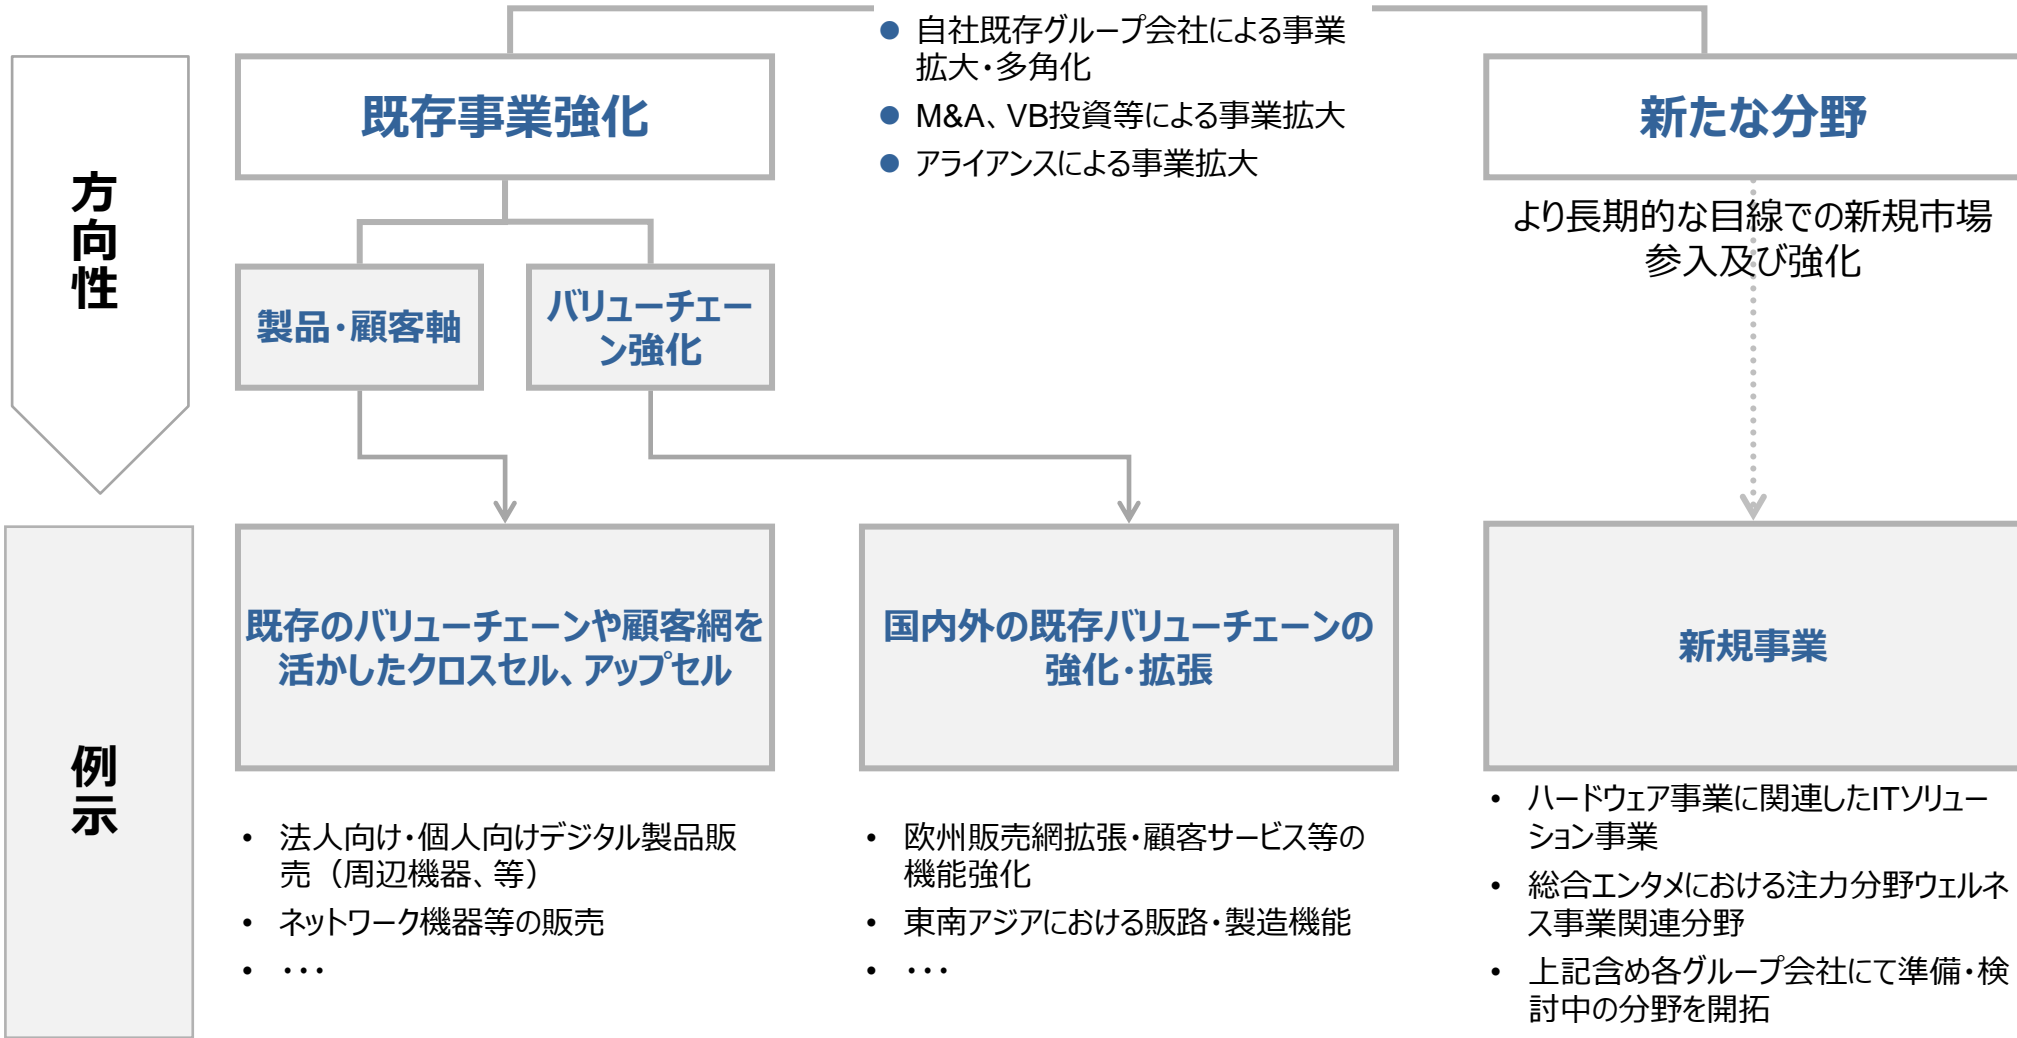 ● 自社既存グループ会社による事業
拡大・多角化
● M&A、VB投資等による事業拡大
● アライアンスによる事業拡大
方向性
既存事業強化
新たな分野
より長期的な目線での新規市場
参入及び強化
製品・顧客軸
バリューチェー
ン強化
例示
既存のバリューチェーンや顧客網を
活かしたクロスセル、アップセル
国内外の既存バリューチェーンの
強化・拡張
新規事業
• 法人向け・個人向けデジタル製品販
売（周辺機器、等）
• ネットワーク機器等の販売
• ・・・
• 欧州販売網拡張・顧客サービス等の
機能強化
• 東南アジアにおける販路・製造機能
• ・・・
• ハードウェア事業に関連したITソリュー
ション事業
• 総合エンタメにおける注力分野ウェルネ
ス事業関連分野
• 上記含め各グループ会社にて準備・検
討中の分野を開拓